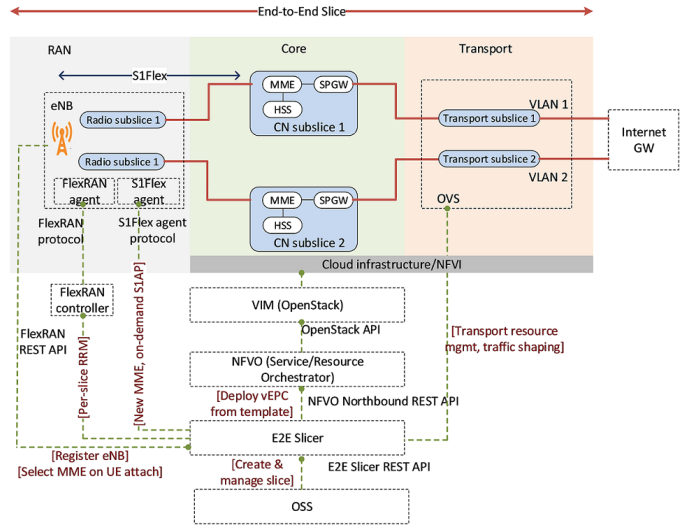 End-to-End Slice
RAN
Core
Transport
S1Flex
eNB
Radio subslice 1
Radio subslice 1
FlexRAN
agent
S1Flex
agent
MME
SPGW
HSS
CN subslice 1
MME
SPGW
HSS
CN subslice 2
VLAN 1
Transport subslice 1
Transport subslice 2
VLAN 2
OVS
Internet
GW
FlexRAN
protocol
S1Flex agent
protocol
Cloud infrastructure/NFVI
FlexRAN
controller
FlexRAN
REST API
[Per-slice RRM]
[New MME, on-demand S1AP]
VIM (OpenStack)
OpenStack API
[Transport resource
mgmt, traffic shaping]
NFVO (Service/Resource
Orchestrator)
[Deploy vEPC
from template]
NFVO Northbound REST API
E2E Slicer
[Register eNB]
[Select MME on UE attach]
[Create &
manage slice]
E2E Slicer REST API
OSS